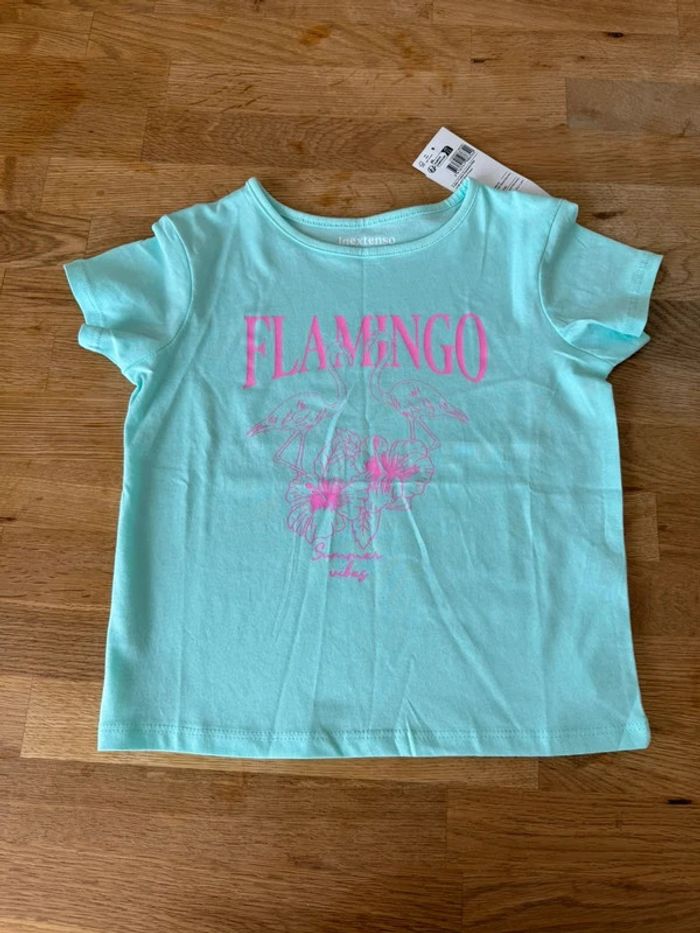 Inextenso
FLAMINGO
Summer
vibes